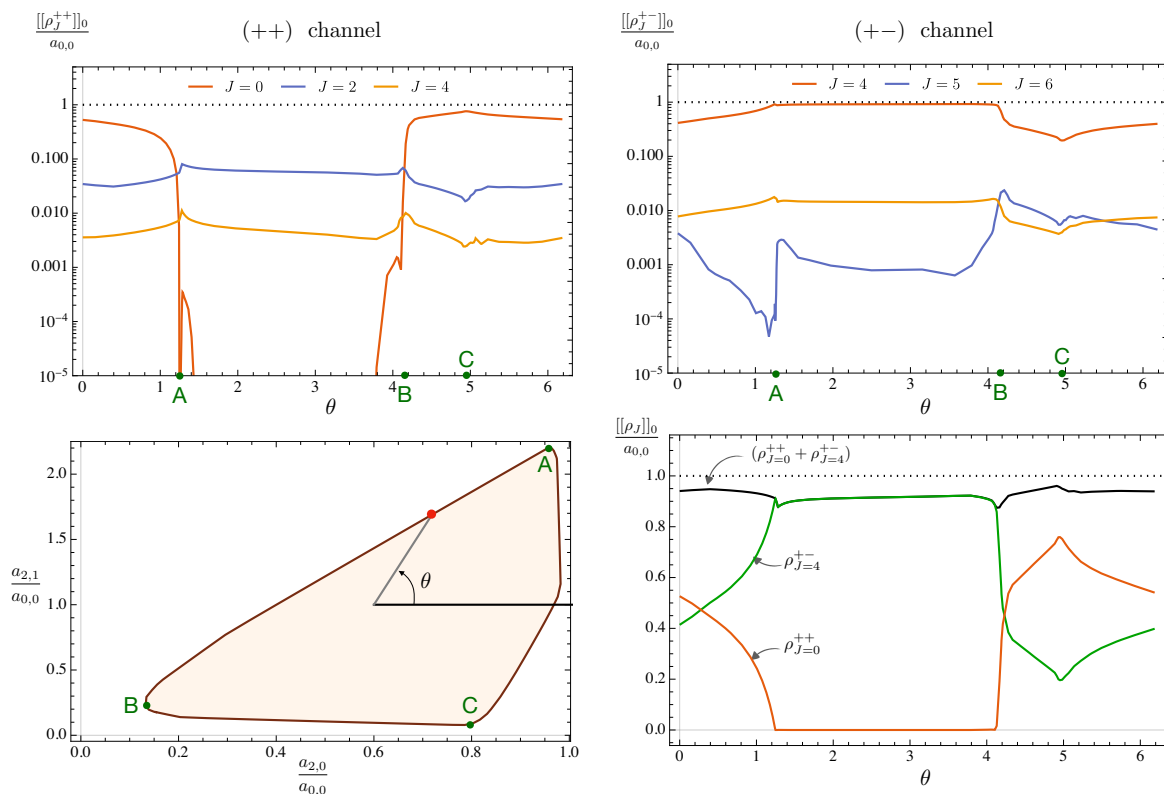 [[ρ_J^{++}]]_0 / a_{0,0}
(++) channel
J = 0 J = 2 J = 4
1
0.100
0.010
0.001
10^{-4}
10^{-5}
0 1 2 3 4 5 6
A B C
θ
[[ρ_J^{+-}]]_0 / a_{0,0}
(+−) channel
J = 4 J = 5 J = 6
1
0.100
0.010
0.001
10^{-4}
10^{-5}
0 1 2 3 4 5 6
A B C
θ
a_{2,1} / a_{0,0}
2.0
1.5
1.0
0.5
0.0
A
θ
B
C
0.0 0.2 0.4 0.6 0.8 1.0
a_{2,0} / a_{0,0}
[[ρ_J]]_0 / a_{0,0}
(ρ_{J=0}^{++} + ρ_{J=4}^{+-})
1.0
0.8
0.6
0.4
0.2
0.0
ρ_{J=4}^{+-}
ρ_{J=0}^{++}
0 1 2 3 4 5 6
θ